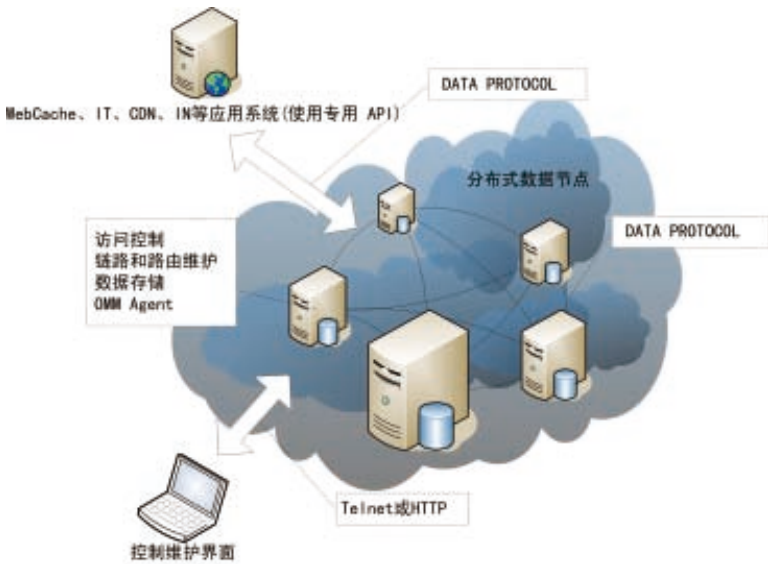 DATA PROTOCOL
WebCache、IT、CDN、IN等应用系统(使用专用 API)
分布式数据节点
DATA PROTOCOL
访问控制
链路和路由维护
数据存储
OMM Agent
Telnet或HTTP
控制维护界面